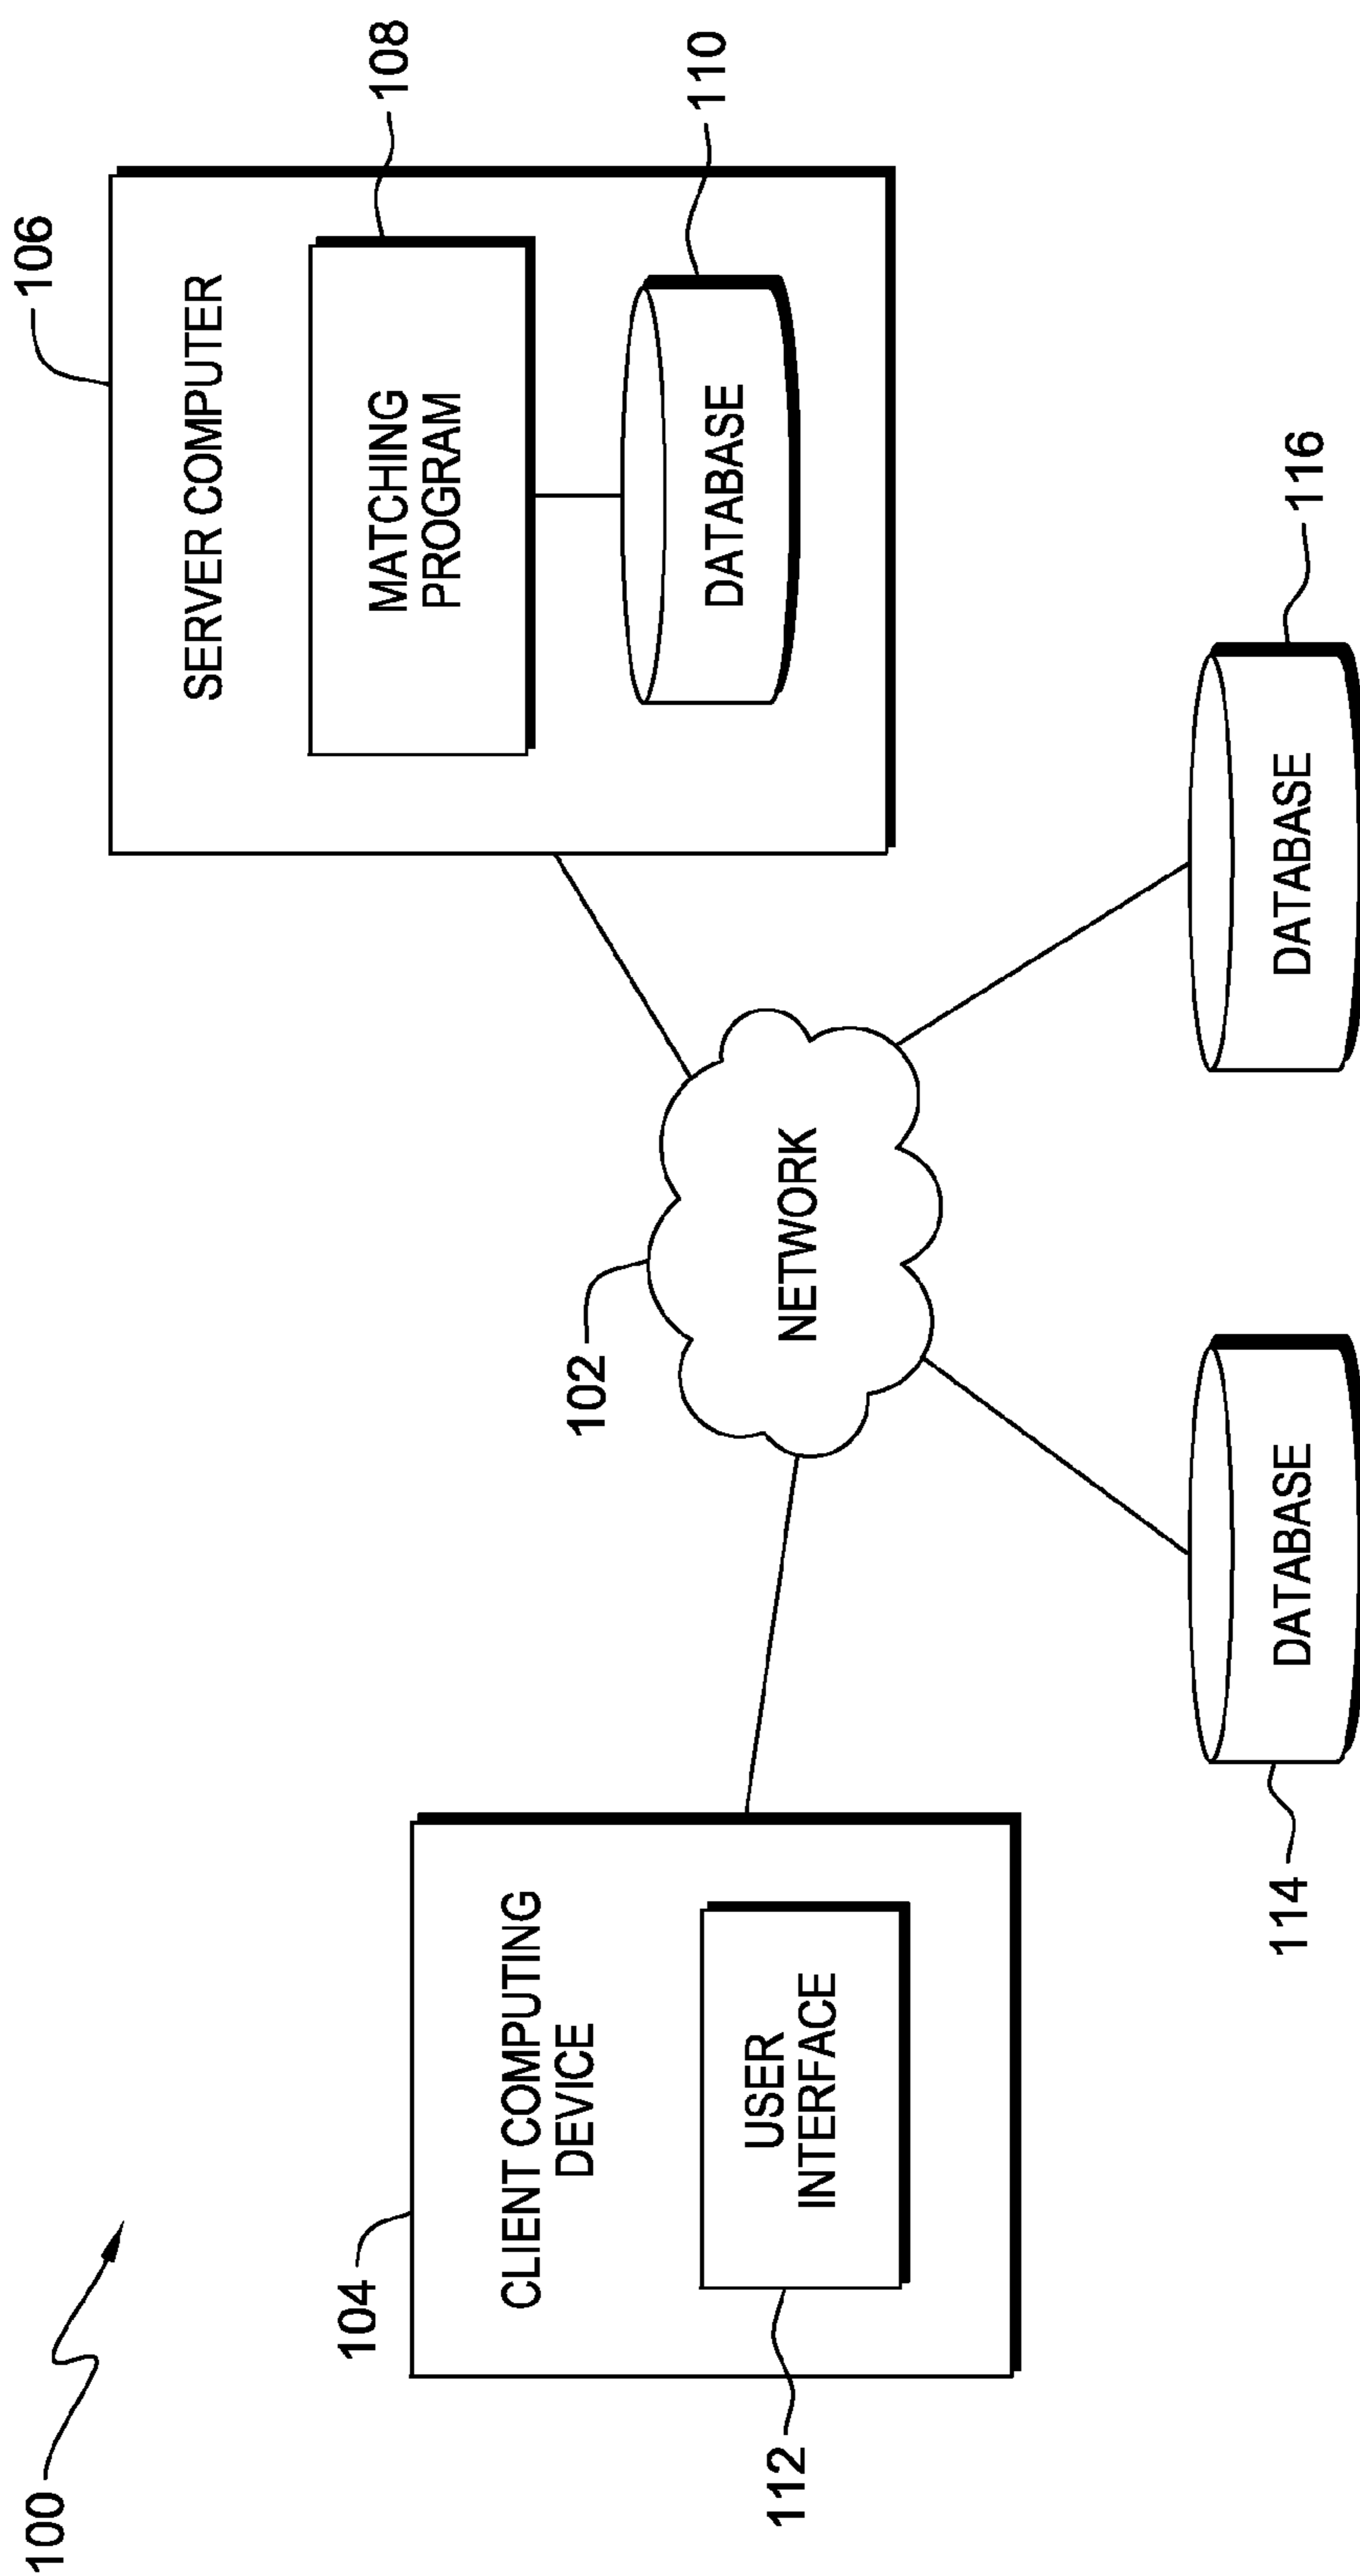 100
106
SERVER COMPUTER
108
MATCHING
PROGRAM
104
CLIENT COMPUTING
DEVICE
102
110
DATABASE
112
USER
INTERFACE
NETWORK
114
DATABASE
DATABASE
116